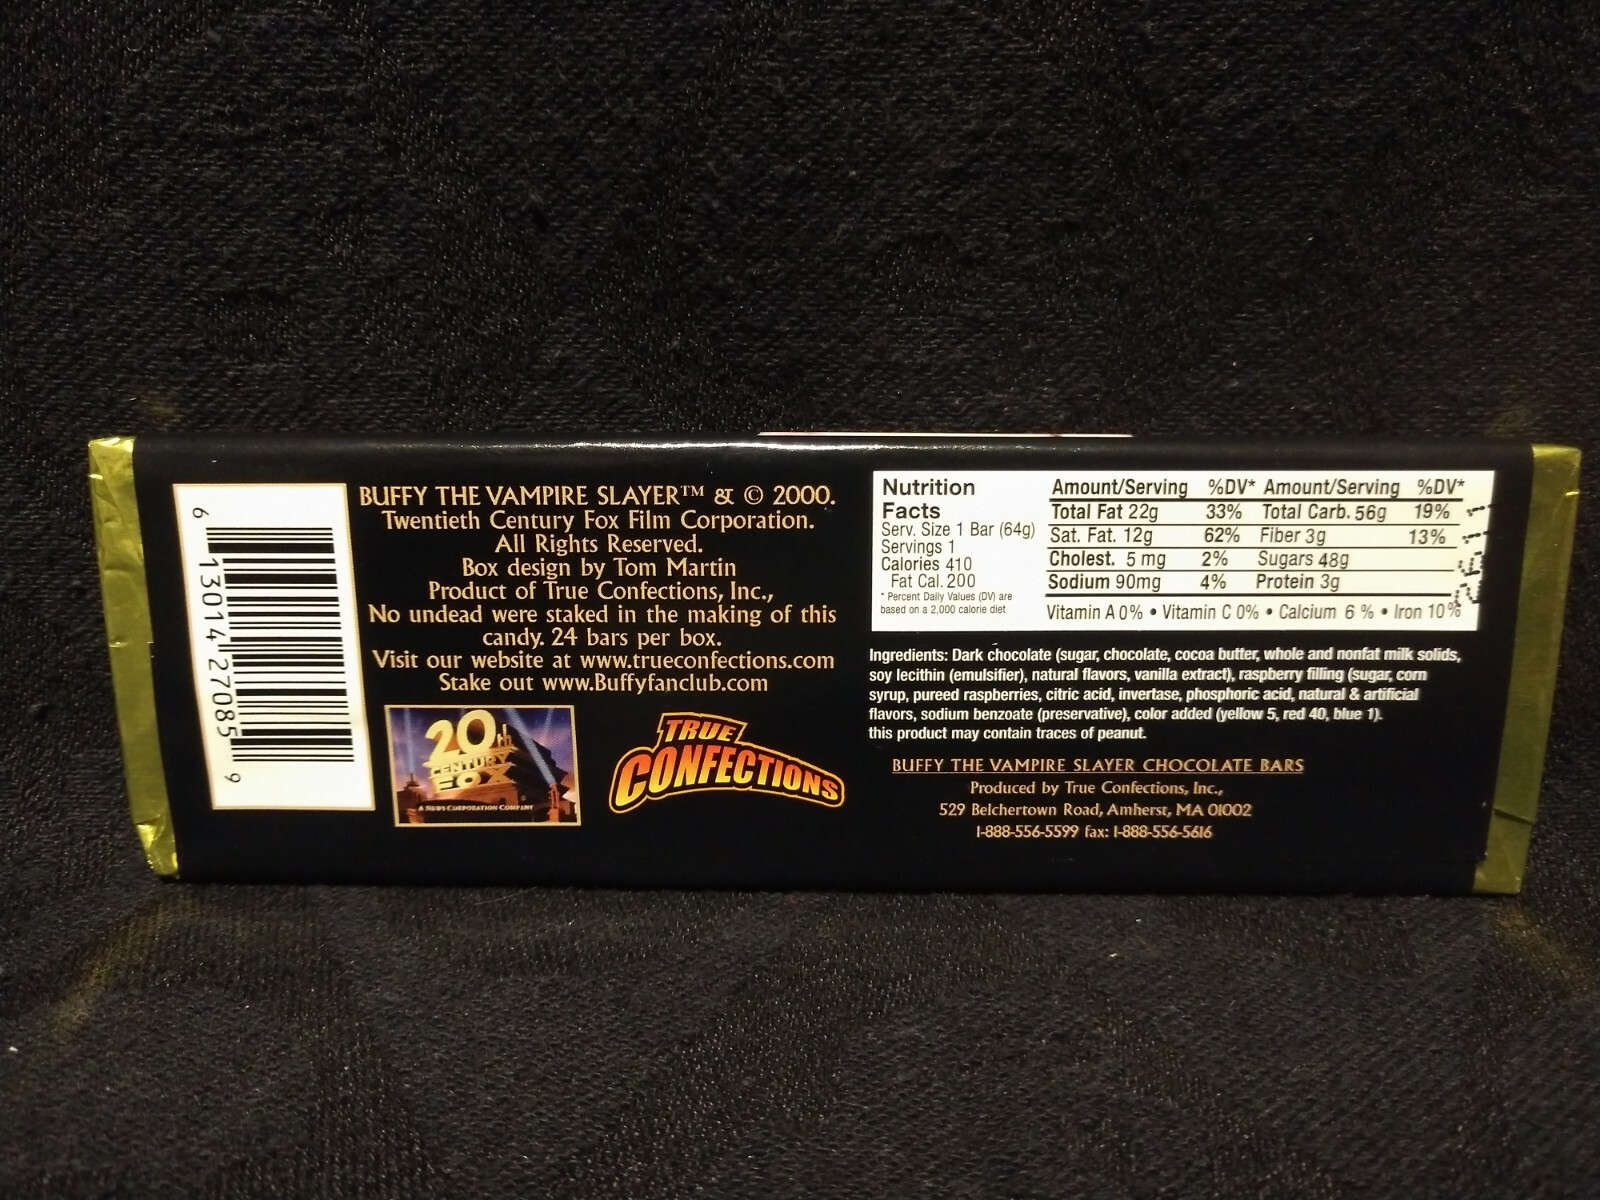 6 13014 27085 9
BUFFY THE VAMPIRE SLAYER™ & © 2000.
Twentieth Century Fox Film Corporation.
All Rights Reserved.
Box design by Tom Martin
Product of True Confections, Inc.,
No undead were staked in the making of this
candy. 24 bars per box.
Visit our website at www.trueconfections.com
Stake out www.Buffyfanclub.com
20th
CENTURY
FOX
A NEWS CORPORATION COMPANY
TRUE
CONFECTIONS
Nutrition
Facts
Serv. Size 1 Bar (64g)
Servings 1
Calories 410
Fat Cal. 200
* Percent Daily Values (DV) are
based on a 2,000 calorie diet
Amount/Serving %DV* Amount/Serving %DV*
Total Fat 22g 33% Total Carb. 56g 19%
Sat. Fat. 12g 62% Fiber 3g 13%
Cholest. 5 mg 2% Sugars 48g
Sodium 90mg 4% Protein 3g
Vitamin A 0% • Vitamin C 0% • Calcium 6 % • Iron 10%
Ingredients: Dark chocolate (sugar, chocolate, cocoa butter, whole and nonfat milk solids,
soy lecithin (emulsifier), natural flavors, vanilla extract), raspberry filling (sugar, corn
syrup, pureed raspberries, citric acid, invertase, phosphoric acid, natural & artificial
flavors, sodium benzoate (preservative), color added (yellow 5, red 40, blue 1).
this product may contain traces of peanut.
BUFFY THE VAMPIRE SLAYER CHOCOLATE BARS
Produced by True Confections, Inc.,
529 Belchertown Road, Amherst, MA 01002
1-888-556-5599 fax: 1-888-556-5616